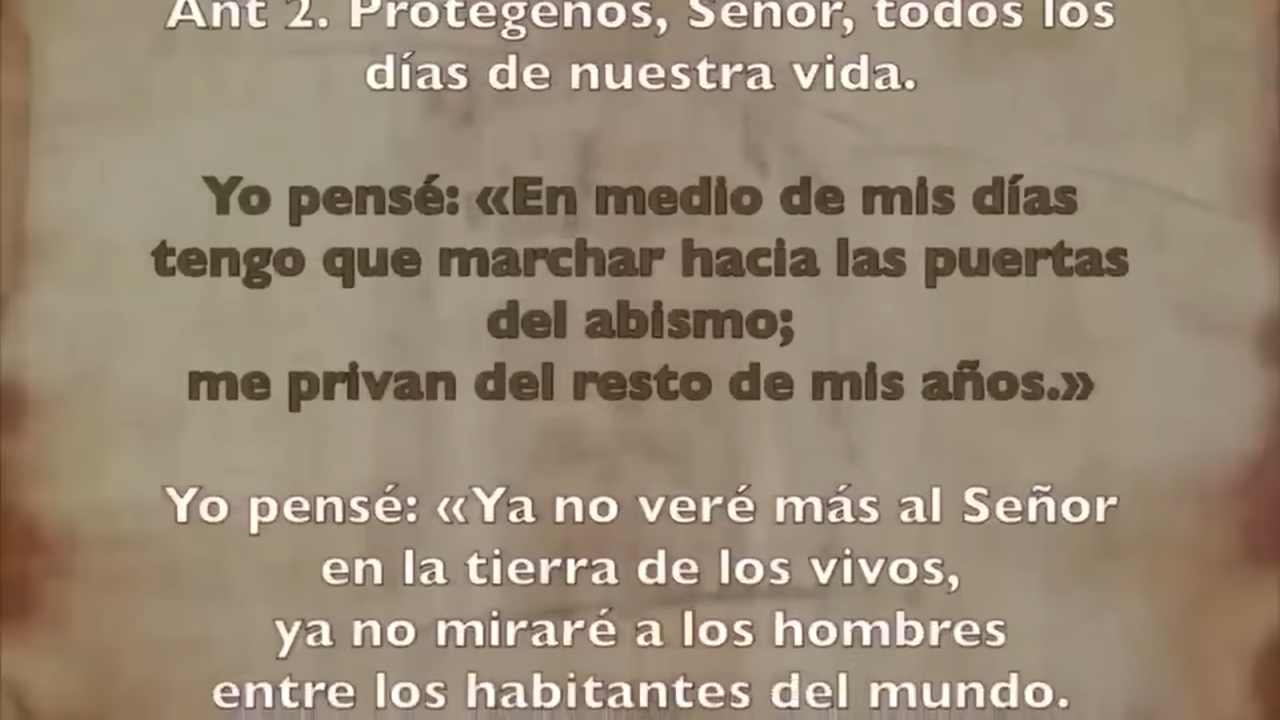 Ant 2. Protégenos, Señor, todos los
días de nuestra vida.
Yo pensé: «En medio de mis días
tengo que marchar hacia las puertas
del abismo;
me privan del resto de mis años.»
Yo pensé: «Ya no veré más al Señor
en la tierra de los vivos,
ya no miraré a los hombres
entre los habitantes del mundo.